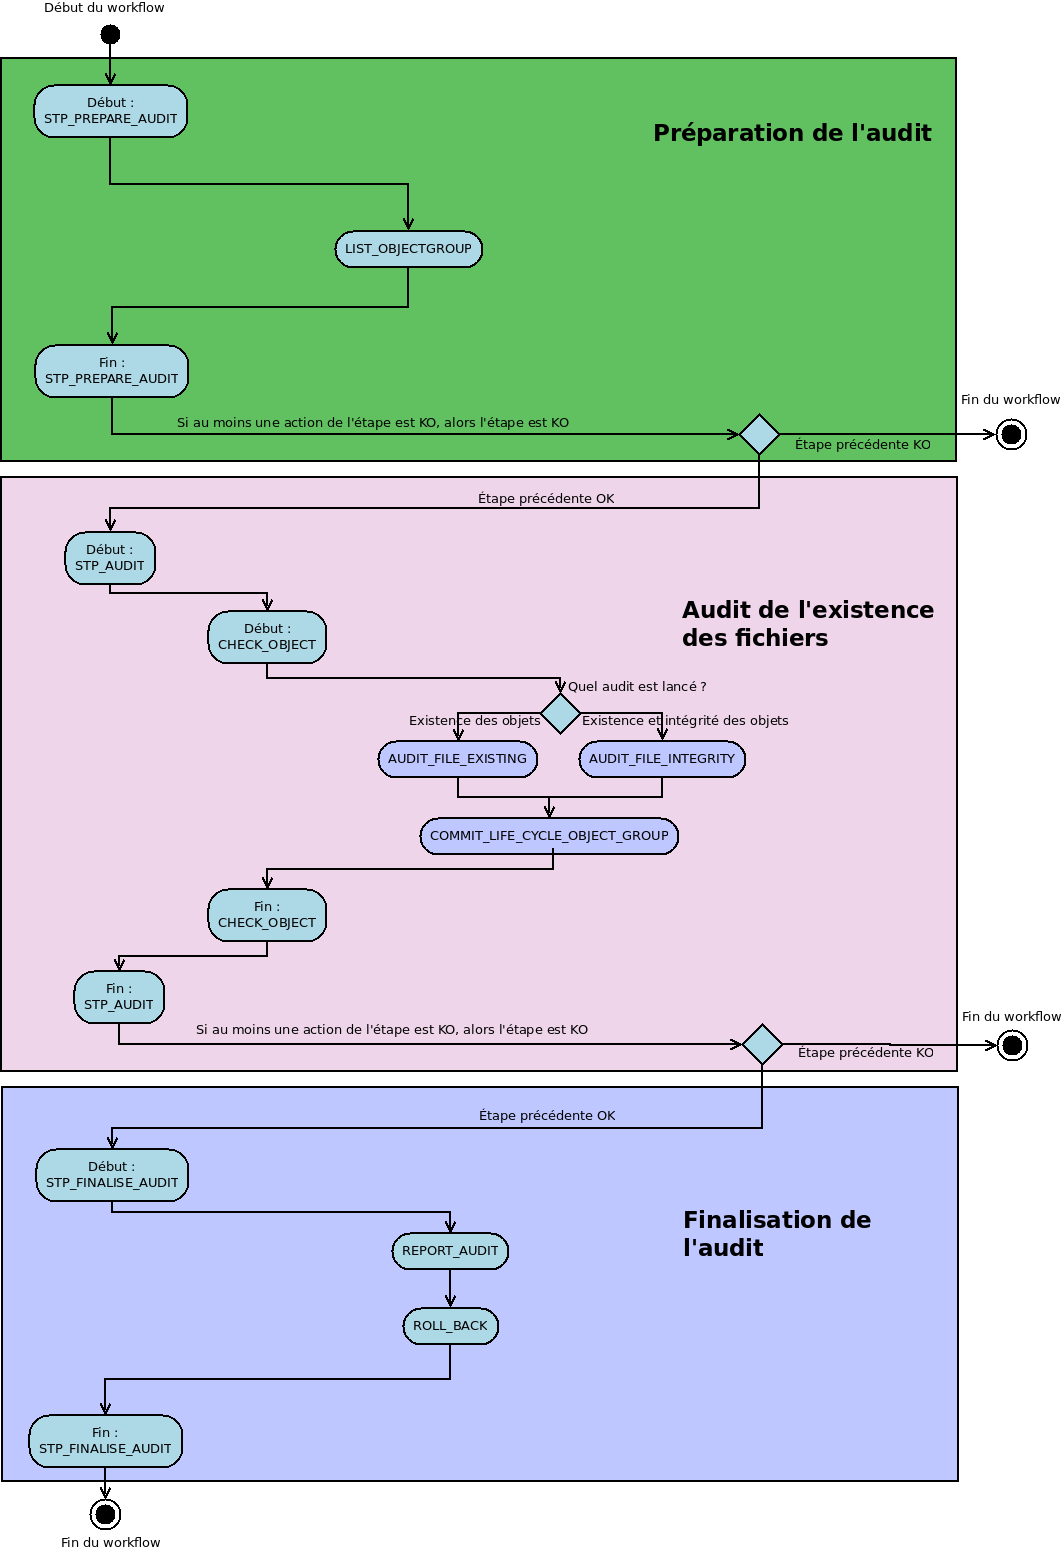 Début du workflow
Début :
STP_PREPARE_AUDIT
Préparation de l'audit
LIST_OBJECTGROUP
Fin :
STP_PREPARE_AUDIT
Si au moins une action de l'étape est KO, alors l'étape est KO
Fin du workflow
Étape précédente KO
Étape précédente OK
Début :
STP_AUDIT
Audit de l'existence
des fichiers
Début :
CHECK_OBJECT
Quel audit est lancé ?
Existence des objets
Existence et intégrité des objets
AUDIT_FILE_EXISTING
AUDIT_FILE_INTEGRITY
COMMIT_LIFE_CYCLE_OBJECT_GROUP
Fin :
CHECK_OBJECT
Fin :
STP_AUDIT
Si au moins une action de l'étape est KO, alors l'étape est KO
Fin du workflow
Étape précédente KO
Étape précédente OK
Début :
STP_FINALISE_AUDIT
Finalisation de
l'audit
REPORT_AUDIT
ROLL_BACK
Fin :
STP_FINALISE_AUDIT
Fin du workflow